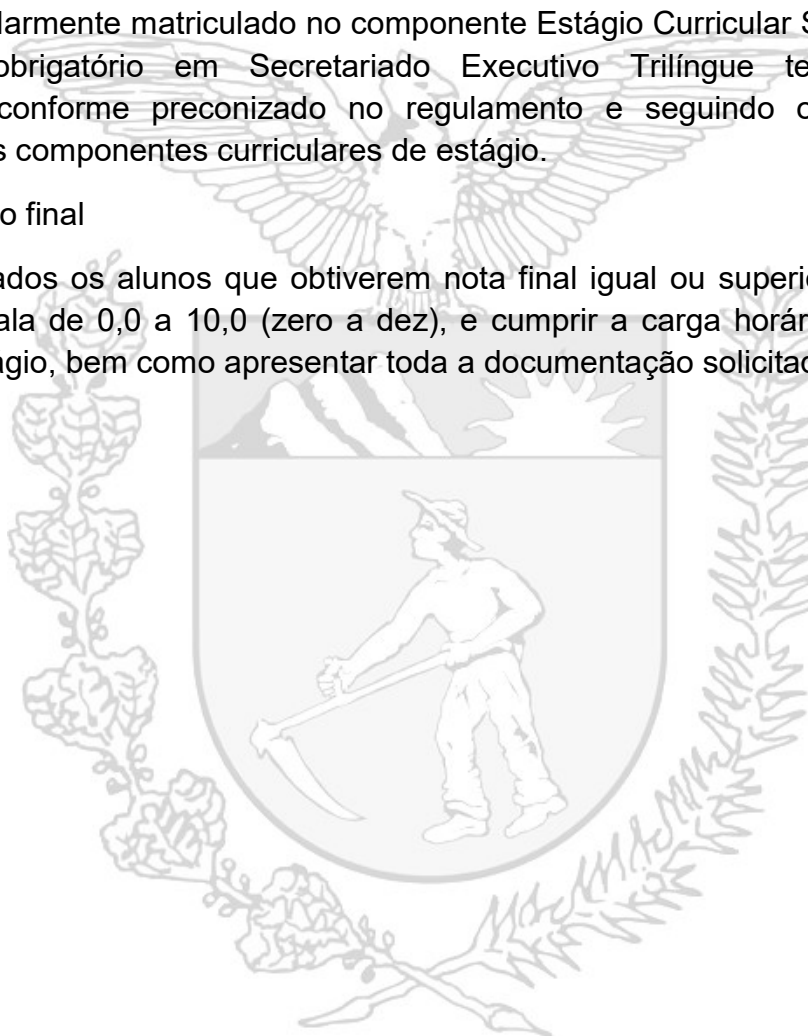 larmente matriculado no componente Estágio Curricular S
obrigatório em Secretariado Executivo Trilíngue te
conforme preconizado no regulamento e seguindo o
s componentes curriculares de estágio.
o final
ados os alunos que obtiverem nota final igual ou superio
ala de 0,0 a 10,0 (zero a dez), e cumprir a carga horár
agio, bem como apresentar toda a documentação solicitad